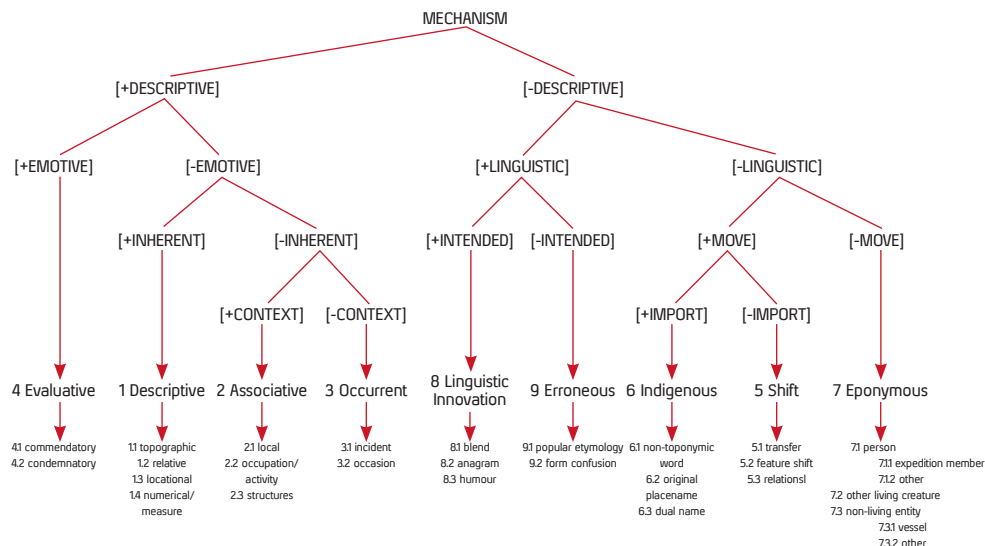 MECHANISM
[+DESCRIPTIVE]
[-DESCRIPTIVE]
[+EMOTIVE]
[-EMOTIVE]
[+LINGUISTIC]
[-LINGUISTIC]
[+INHERENT]
[-INHERENT]
[+INTENDED]
[-INTENDED]
[+MOVE]
[-MOVE]
[+CONTEXT]
[-CONTEXT]
[+IMPORT]
[-IMPORT]
4 Evaluative
4.1 commendatory
4.2 condemnatory
1 Descriptive
1.1 topographic
1.2 relative
1.3 locational
1.4 numerical/
measure
2 Associative
2.1 local
2.2 occupation/
activity
2.3 structures
3 Occurrent
3.1 incident
3.2 occasion
8 Linguistic
Innovation
8.1 blend
8.2 anagram
8.3 humour
9 Erroneous
9.1 popular etymology
9.2 form confusion
6 Indigenous
6.1 non-toponymic
word
6.2 original
placename
6.3 dual name
5 Shift
5.1 transfer
5.2 feature shift
5.3 relationsl
7 Eponymous
7.1 person
7.1.1 expedition member
7.1.2 other
7.2 other living creature
7.3 non-living entity
7.3.1 vessel
7.3.2 other